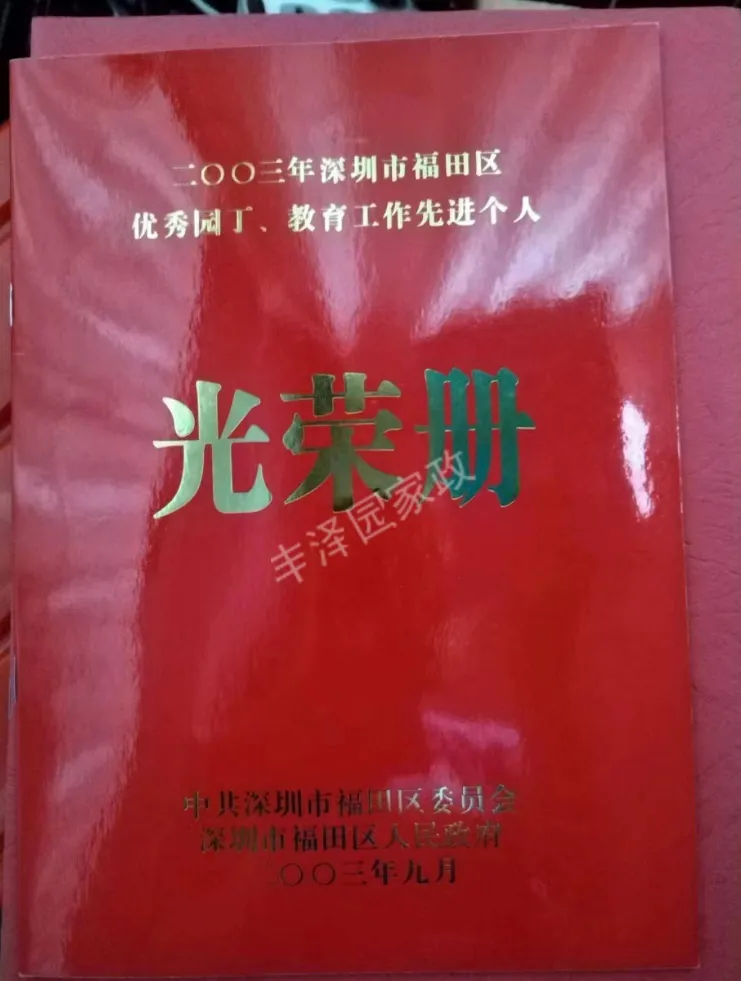 二〇〇三年深圳市福田区
优秀园丁、教育工作先进个人
光荣册
丰泽园家政
中共深圳市福田区委员会
深圳市福田区人民政府
二〇〇三年九月